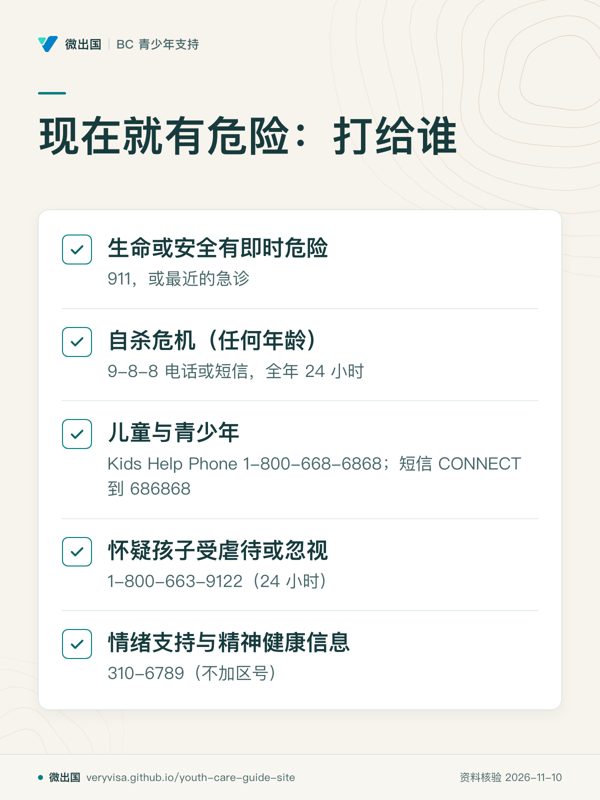 微出国 | BC 青少年支持
现在就有危险：打给谁
生命或安全有即时危险
911，或最近的急诊
自杀危机（任何年龄）
9-8-8 电话或短信，全年 24 小时
儿童与青少年
Kids Help Phone 1-800-668-6868；短信 CONNECT
到 686868
怀疑孩子受虐待或忽视
1-800-663-9122（24 小时）
情绪支持与精神健康信息
310-6789（不加区号）
微出国 veryvisa.github.io/youth-care-guide-site
资料核验 2026-11-10